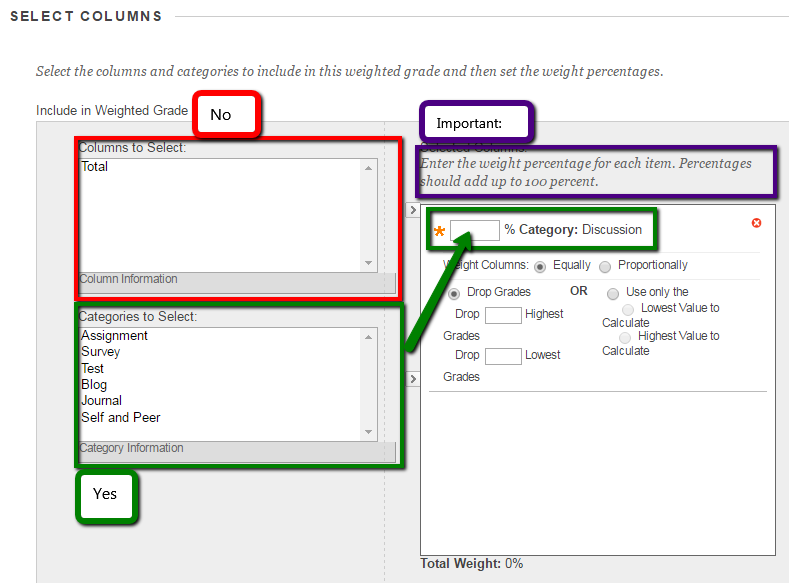 SELECT COLUMNS
Select the columns and categories to include in this weighted grade and then set the weight percentages.
Include in Weighted Grade
No
Columns to Select:
Total
Column Information
Categories to Select:
Assignment
Survey
Test
Blog
Journal
Self and Peer
Category Information
Yes
Important:
Selected Columns:
Enter the weight percentage for each item. Percentages
should add up to 100 percent.
% Category: Discussion
Weight Columns: Equally Proportionally
Drop Grades
Drop Highest
Grades
Drop Lowest
Grades
OR
Use only the
Lowest Value to
Calculate
Highest Value to
Calculate
Total Weight: 0%